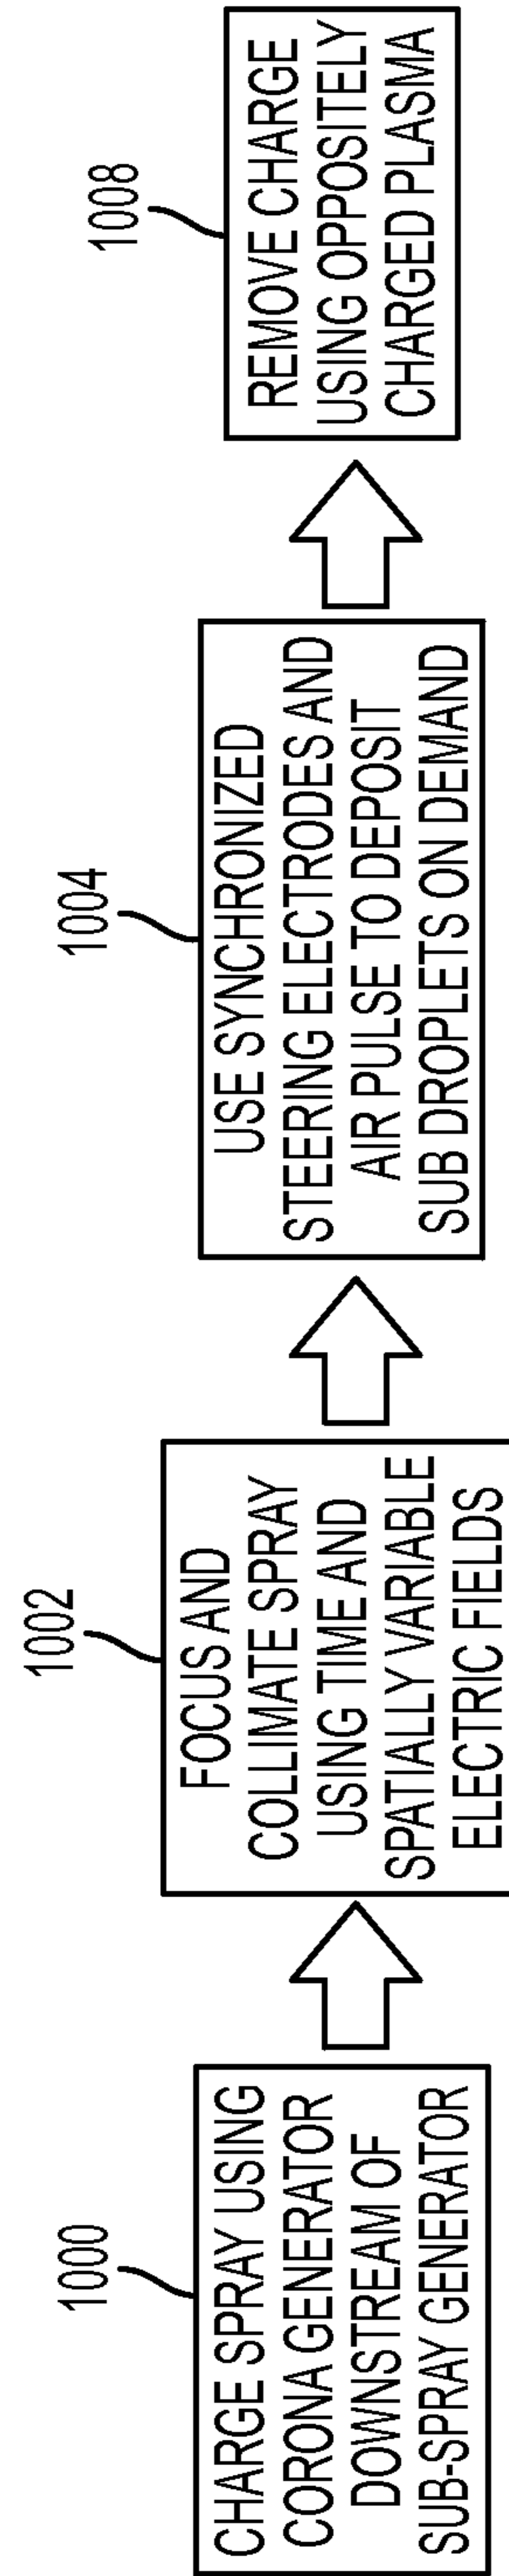 1000
CHARGE SPRAY USING
CORONA GENERATOR
DOWNSTREAM OF
SUB-SPRAY GENERATOR
1002
FOCUS AND
COLLIMATE SPRAY
USING TIME AND
SPATIALLY VARIABLE
ELECTRIC FIELDS
1004
USE SYNCHRONIZED
STEERING ELECTRODES AND
AIR PULSE TO DEPOSIT
SUB DROPLETS ON DEMAND
1008
REMOVE CHARGE
USING OPPOSITELY
CHARGED PLASMA